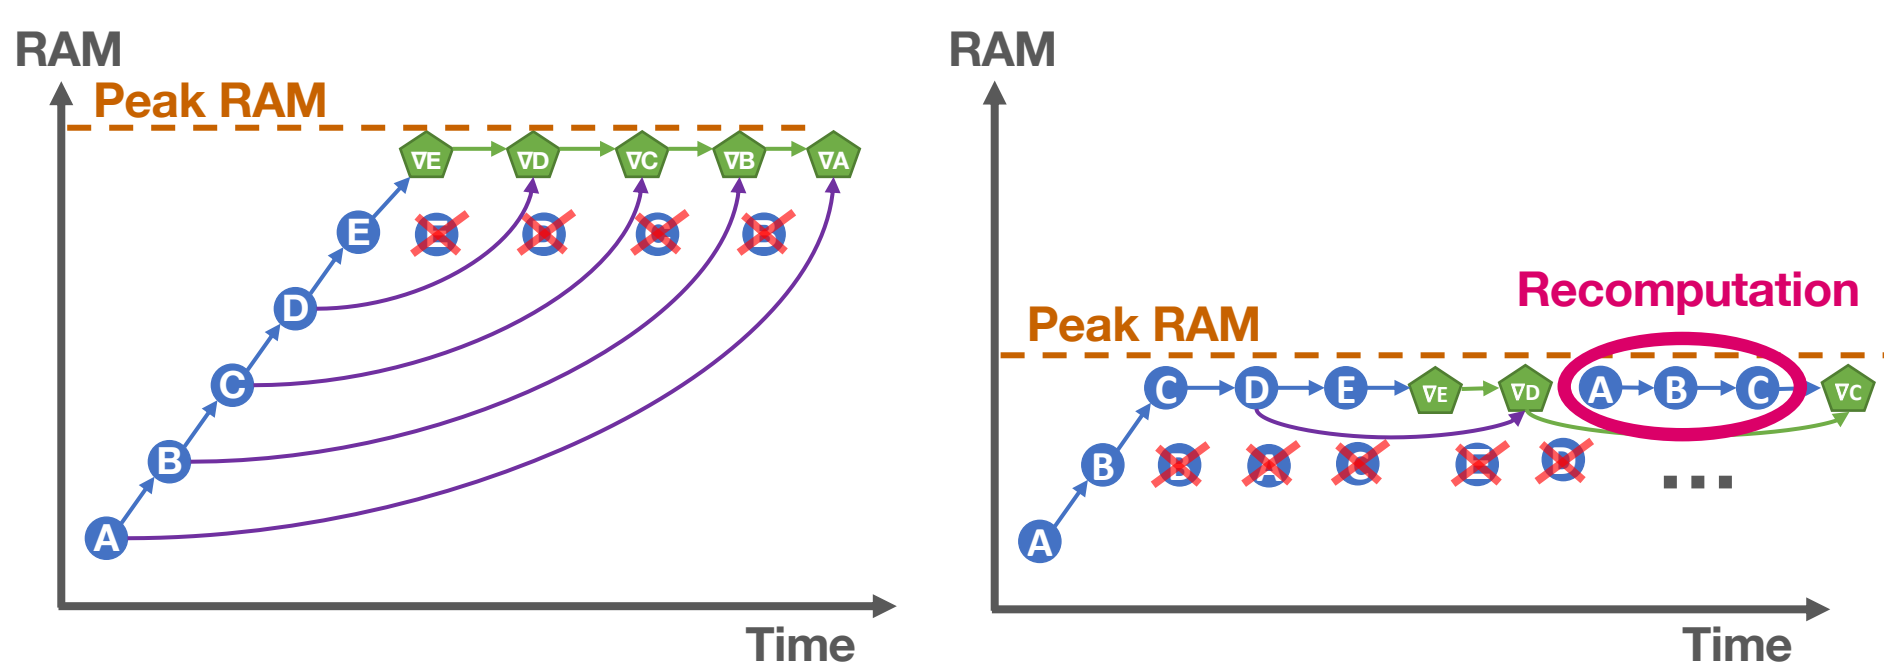 RAM
Peak RAM
∇E
∇D
∇C
∇B
∇A
E
E
D
C
B
D
C
B
A
Time
RAM
Recomputation
Peak RAM
C
D
E
∇E
∇D
A
B
C
∇C
B
B
A
C
E
D
...
A
Time